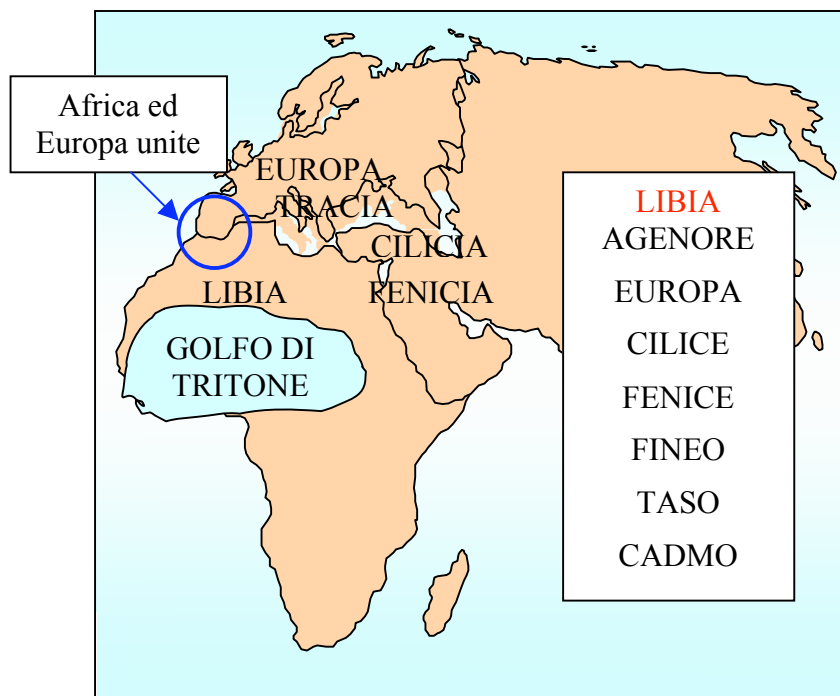 Africa ed
Europa unite
EUROPA
TRACIA
CILICIA
LIBIA
FENICIA
GOLFO DI
TRITONE
LIBIA
AGENORE
EUROPA
CILICE
FENICE
FINEO
TASO
CADMO